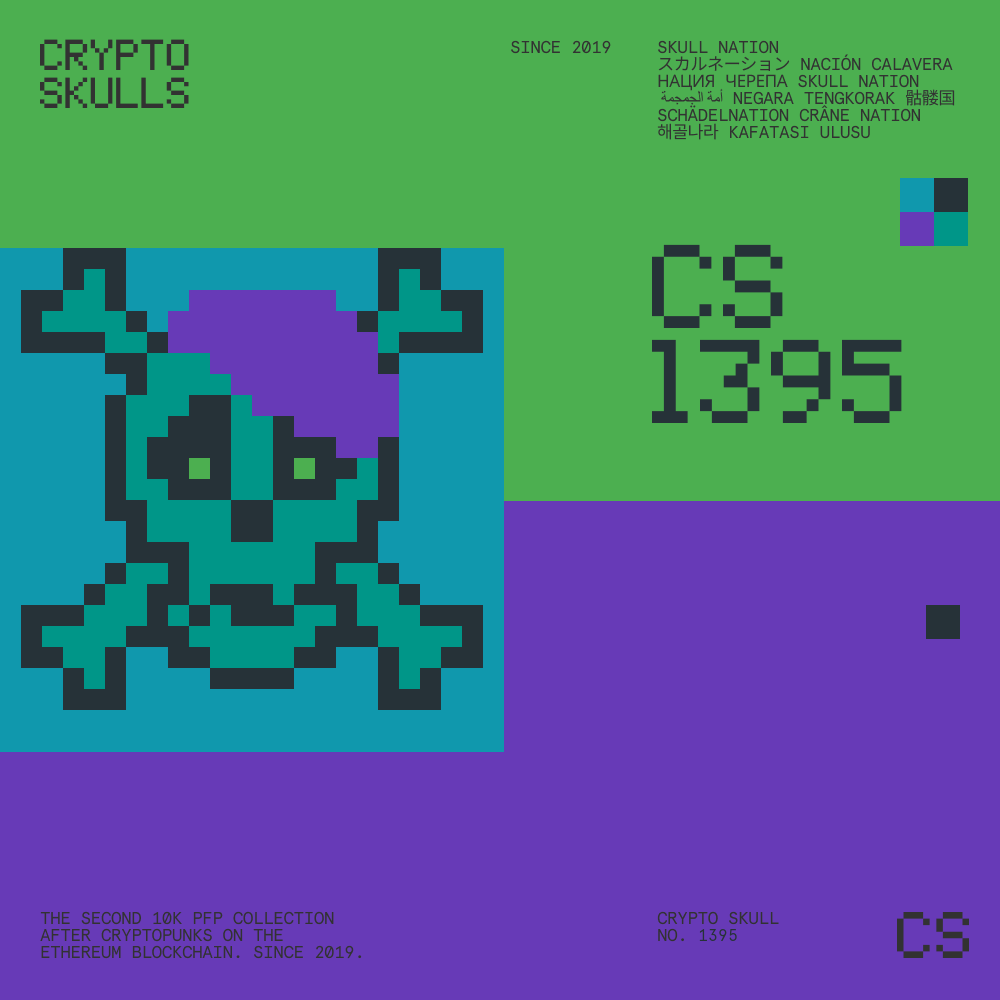 CRYPTO
SKULLS
SINCE 2019
SKULL NATION
スカルネーション NACIÓN CALAVERA
НАЦИЯ ЧЕРЕПА SKULL NATION
أمة الجمجمة NEGARA TENGKORAK 骷髅国
SCHÄDELNATION CRÂNE NATION
해골나라 KAFATASI ULUSU
CS
1395
THE SECOND 10K PFP COLLECTION
AFTER CRYPTOPUNKS ON THE
ETHEREUM BLOCKCHAIN. SINCE 2019.
CRYPTO SKULL
NO. 1395
CS